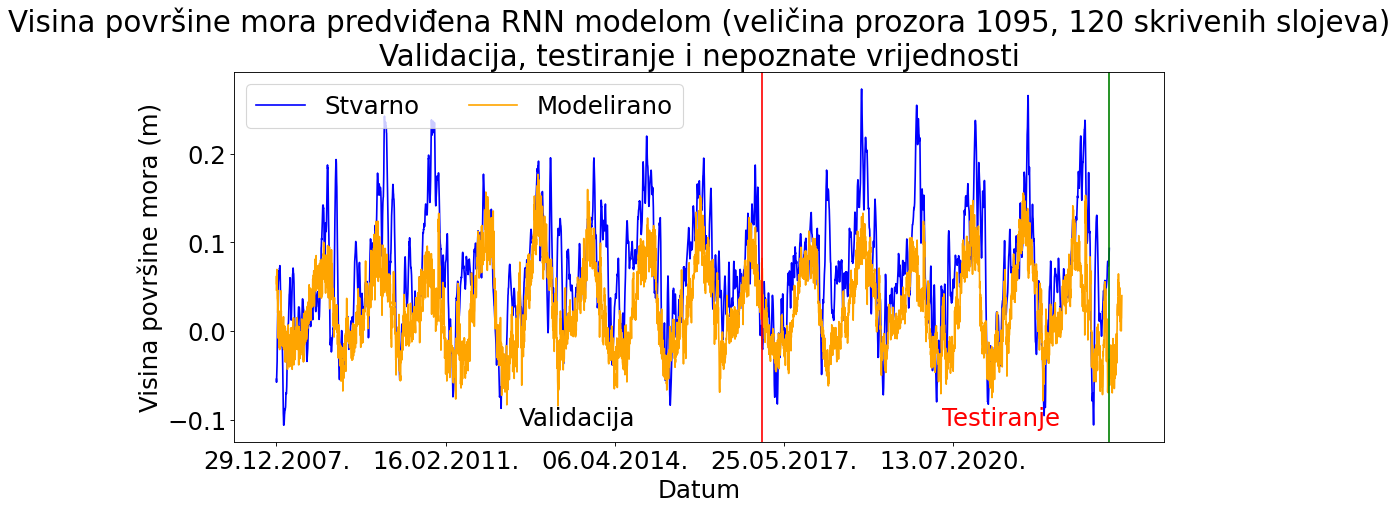 Visina površine mora predviđena RNN modelom (veličina prozora 1095, 120 skrivenih slojeva)
Validacija, testiranje i nepoznate vrijednosti
Stvarno
Modelirano
Visina površine mora (m)
0.2
0.1
0.0
−0.1
Validacija
Testiranje
29.12.2007.
16.02.2011.
06.04.2014.
25.05.2017.
13.07.2020.
Datum